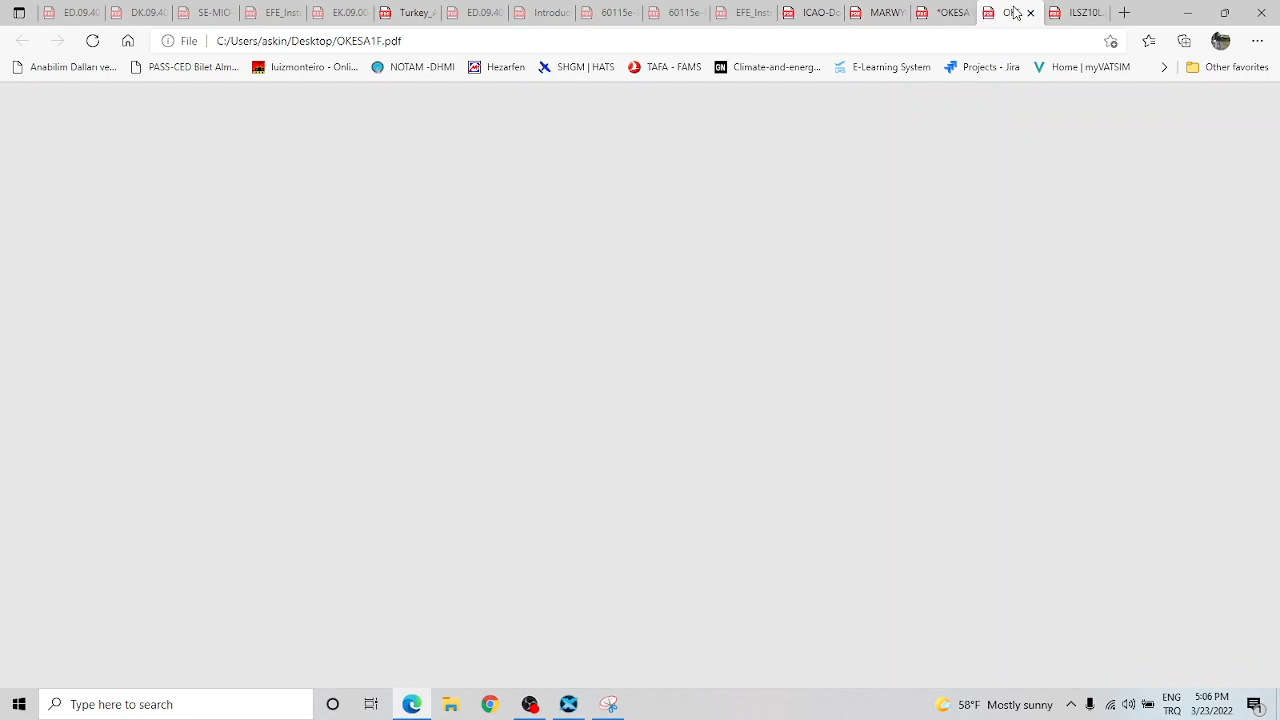 ED.09.40 DK.09.40 SE-MIO- EFE_Instr EK.09.00 Turkey_A ED.09.40 Introduc 60115e- 60115e- EFE_Inst ICAO-Do MARWY *OKESA OK ILSZ10L
File C:/Users/askin/Desktop/OKESA1F.pdf
Anabilim Dalları ve... PASS-CED Bilet Alm... luizmonteiro - Onli... NOTAM -DHMI Hezarfen SHGM | HATS TAFA - FAMS GN Climate-and-energ... E-Learning System Projects - Jira Home | myVATSIM Other favorites
Type here to search 58°F Mostly sunny ENG TRQ 5:06 PM 3/23/2022